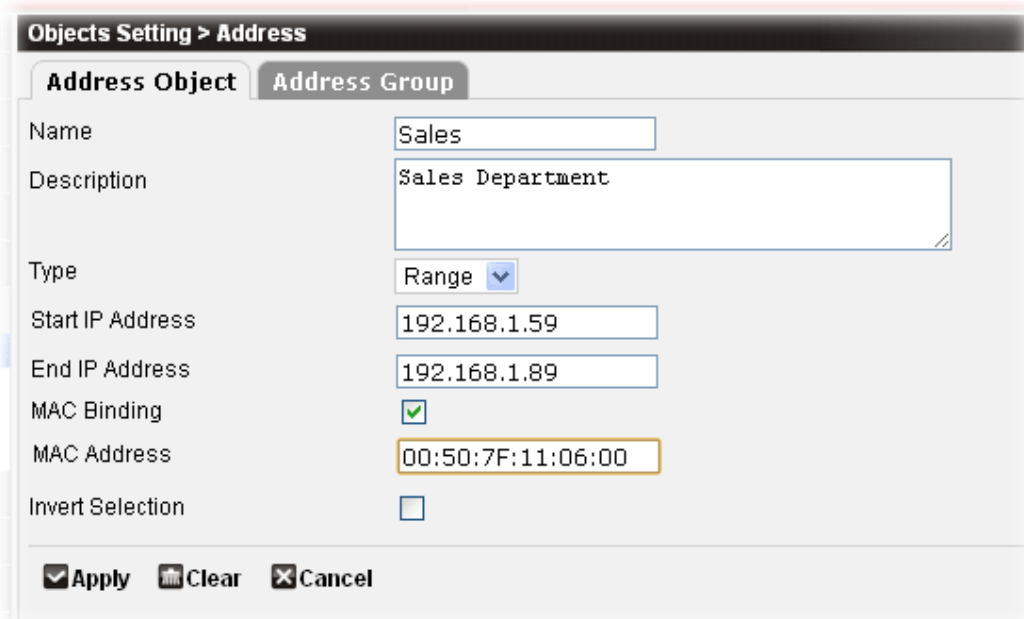 Objects Setting > Address
Address Object Address Group
Name Sales
Description Sales Department
Type Range
Start IP Address 192.168.1.59
End IP Address 192.168.1.89
MAC Binding
MAC Address 00:50:7F:11:06:00
Invert Selection
Apply Clear Cancel